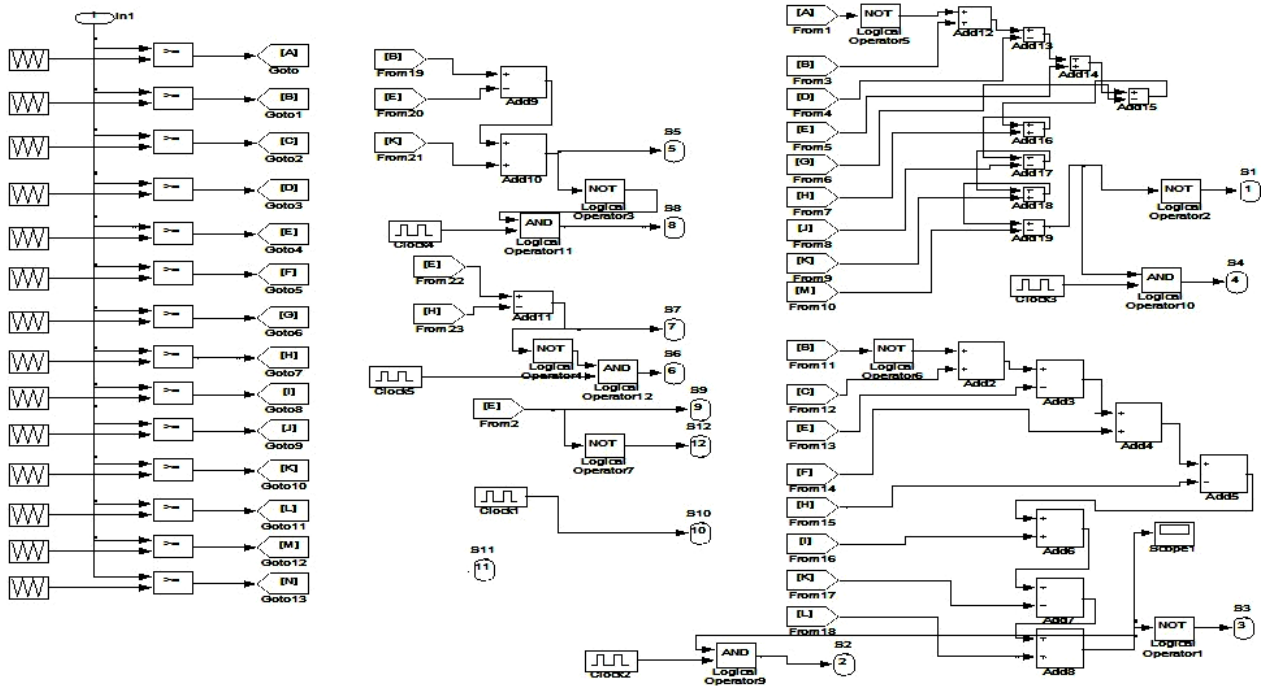 In1
>=
[A]
Goto
>=
[B]
Goto1
>=
[C]
Goto2
>=
[D]
Goto3
>=
[E]
Goto4
>=
[F]
Goto5
>=
[G]
Goto6
>=
[H]
Goto7
>=
[I]
Goto8
>=
[J]
Goto9
>=
[K]
Goto10
>=
[L]
Goto11
>=
[M]
Goto12
>=
[N]
Goto13
[B]
From19
[E]
From20
Add9
[K]
From21
Add10
S5
5
NOT
Logical
Operator3
Clock4
AND
Logical
Operator11
S8
8
[E]
From22
[H]
From23
Add11
S7
7
NOT
Logical
Operator4
Clock5
AND
Logical
Operator12
S6
6
[E]
From2
S9
9
NOT
Logical
Operator7
S12
12
Clock1
S10
10
S11
11
Clock2
AND
Logical
Operator9
S2
2
[A]
From1
NOT
Logical
Operator5
Add12
Add13
[B]
From3
Add14
[D]
From4
Add15
[E]
From5
Add16
[G]
From6
Add17
[H]
From7
Add18
[J]
From8
Add19
[K]
From9
[M]
From10
NOT
Logical
Operator2
S1
1
Clock3
AND
Logical
Operator10
S4
4
[B]
From11
NOT
Logical
Operator6
Add2
[C]
From12
Add3
[E]
From13
Add4
[F]
From14
Add5
[H]
From15
[I]
From16
Add6
Scope1
[K]
From17
Add7
[L]
From18
Add8
NOT
Logical
Operator1
S3
3